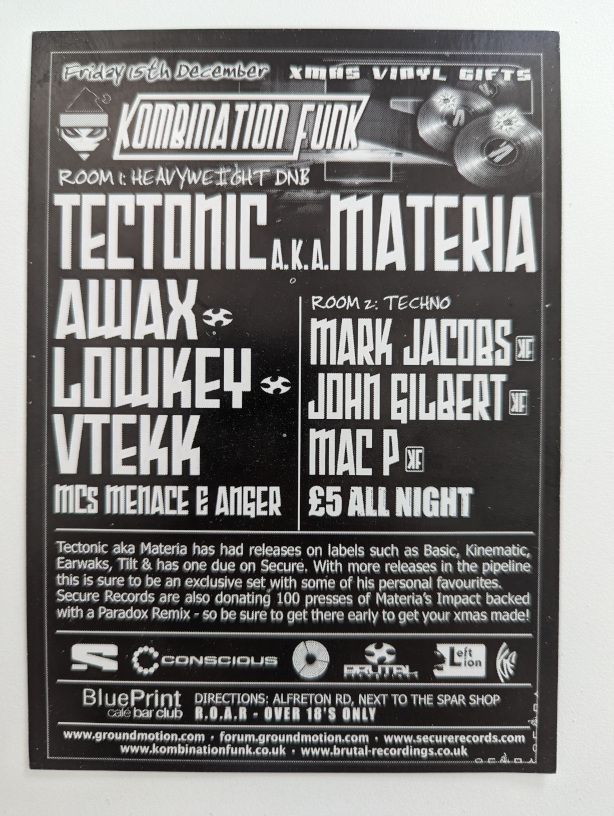 Friday 15th December
XMAS VINYL GIFTS
KOMBINATION FUNK
ROOM 1: HEAVYWEIGHT DNB
TECTONIC A.K.A. MATERIA
AWAX
LOWKEY
VTEKK
MCs MENACE & ANGER
ROOM 2: TECHNO
MARK JACOBS KF
JOHN GILBERT KF
MAC P KF
£5 ALL NIGHT
Tectonic aka Materia has had releases on labels such as Basic, Kinematic,
Earwaks, Tilt & has one due on Secure. With more releases in the pipeline
this is sure to be an exclusive set with some of his personal favourites.
Secure Records are also donating 100 presses of Materia's Impact backed
with a Paradox Remix - so be sure to get there early to get your xmas made!
CONSCIOUS
BRUTAL
Left Lion
BluePrint
café bar club
DIRECTIONS: ALFRETON RD, NEXT TO THE SPAR SHOP
R.O.A.R - OVER 18'S ONLY
www.groundmotion.com · forum.groundmotion.com · www.securerecords.com
www.kombinationfunk.co.uk · www.brutal-recordings.co.uk